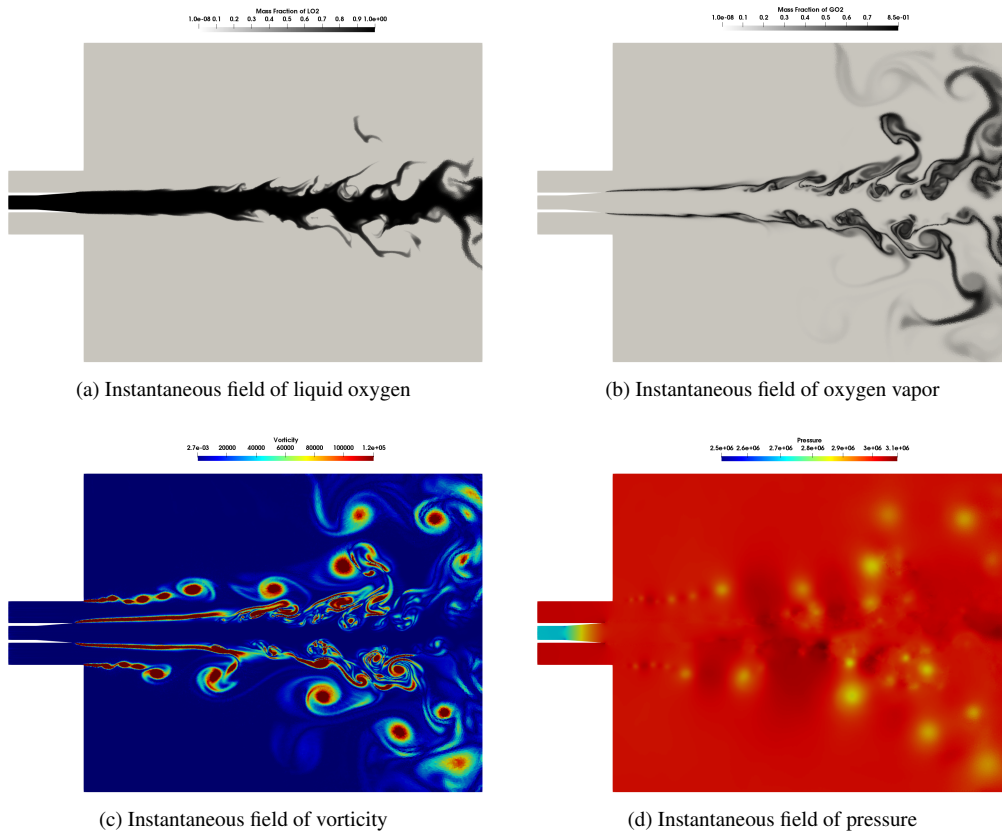 Mass Fraction of LO2
1.0e-08 0.1 0.2 0.3 0.4 0.5 0.6 0.7 0.8 0.9 1.0e+00
Mass Fraction of GO2
1.0e-08 0.1 0.2 0.3 0.4 0.5 0.6 0.7 8.5e-01
(a) Instantaneous field of liquid oxygen
(b) Instantaneous field of oxygen vapor
Vorticity
2.7e-03 20000 40000 60000 80000 100000 1.2e+05
Pressure
2.5e+06 2.6e+6 2.7e+6 2.8e+6 2.9e+6 3e+6 3.1e+06
(c) Instantaneous field of vorticity
(d) Instantaneous field of pressure